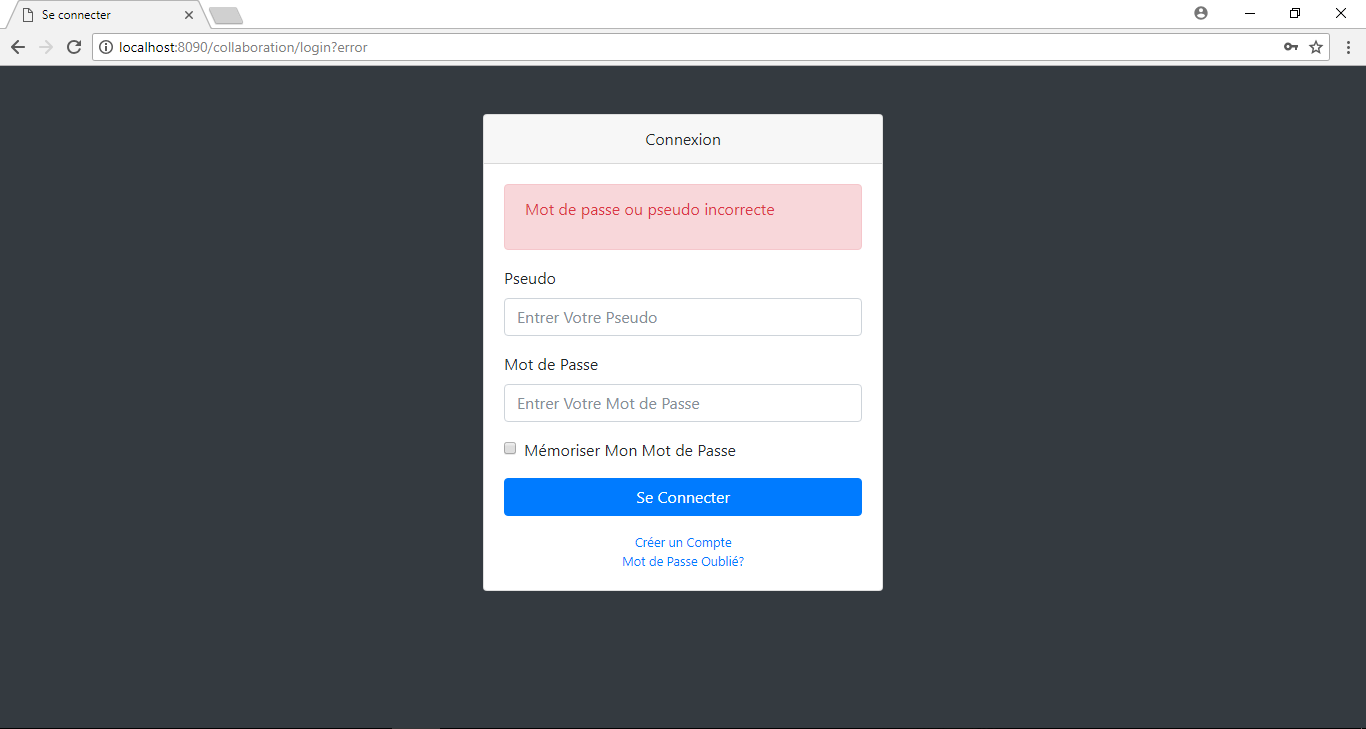 Se connecter
localhost:8090/collaboration/login?error
Connexion
Mot de passe ou pseudo incorrecte
Pseudo
Entrer Votre Pseudo
Mot de Passe
Entrer Votre Mot de Passe
Mémoriser Mon Mot de Passe
Se Connecter
Créer un Compte
Mot de Passe Oublié?